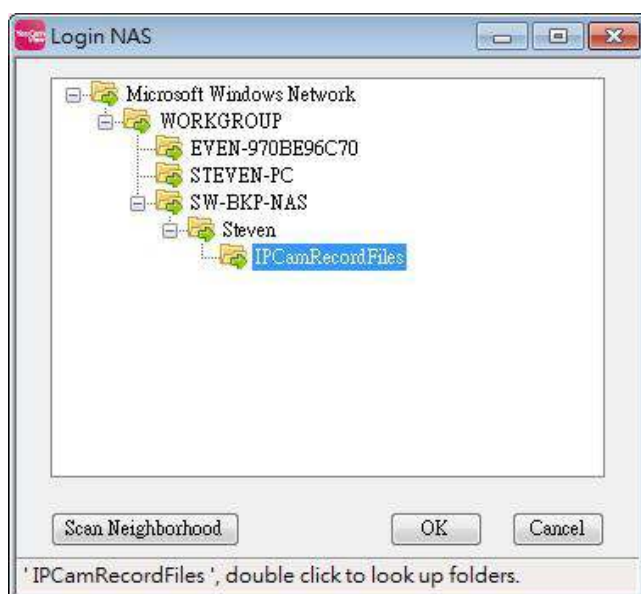 Login NAS
Microsoft Windows Network
WORKGROUP
EVEN-970BE96C70
STEVEN-PC
SW-BKP-NAS
Steven
IPCamRecordFiles
Scan Neighborhood OK Cancel
' IPCamRecordFiles ', double click to look up folders.